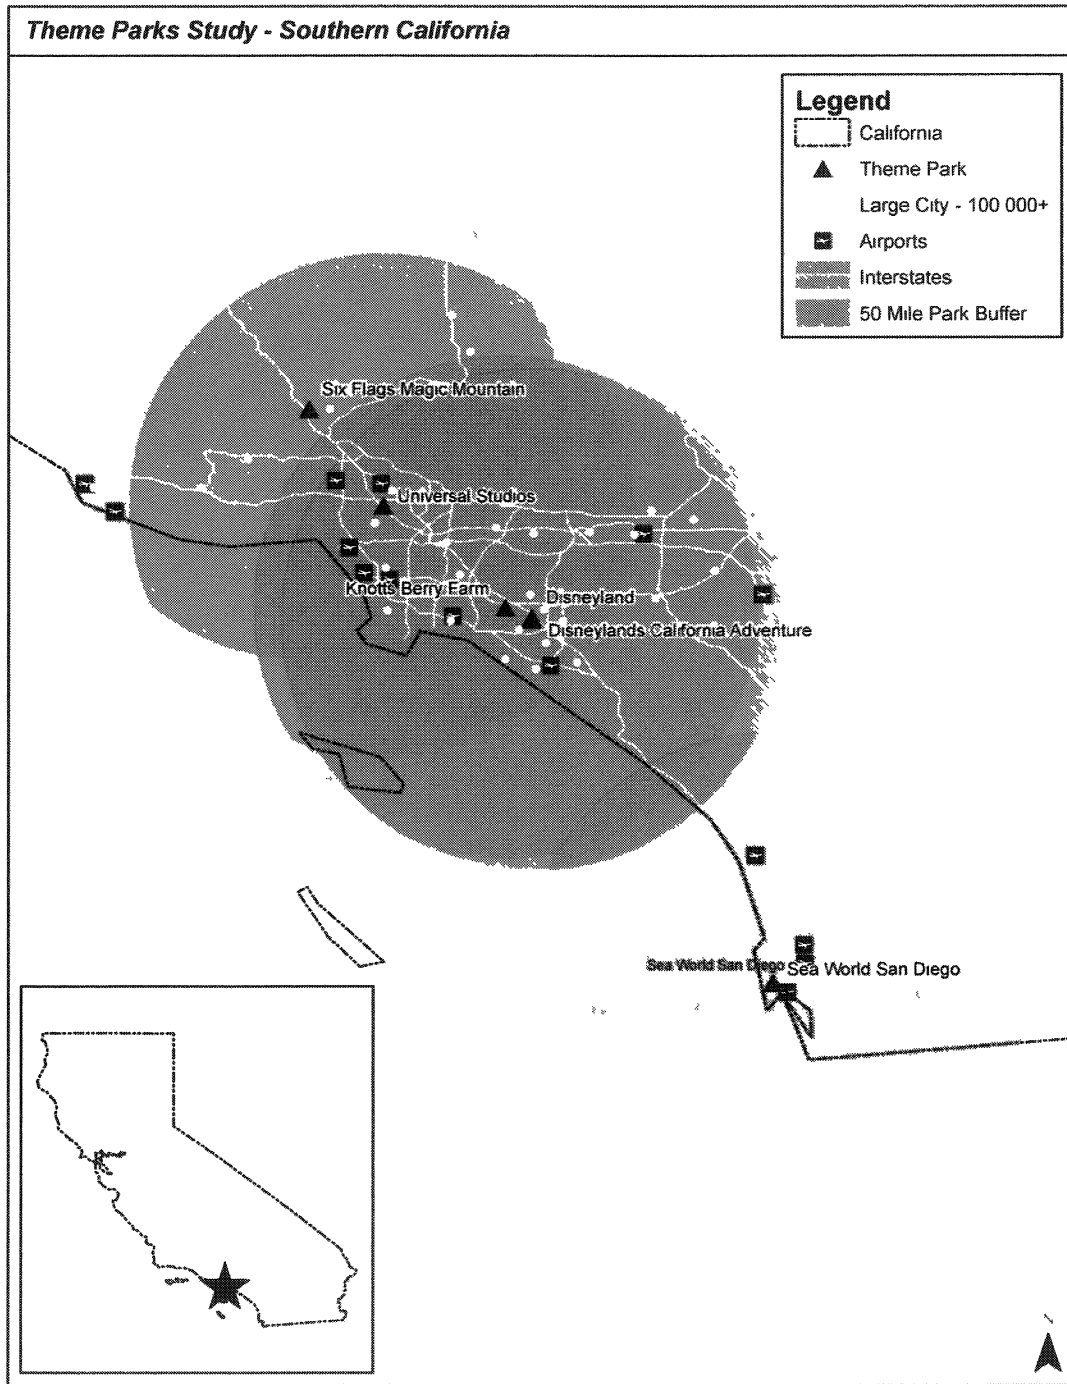 Theme Parks Study - Southern California
Legend
California
Theme Park
Large City - 100 000+
Airports
Interstates
50 Mile Park Buffer
Six Flags Magic Mountain
Universal Studios
Knotts Berry Farm
Disneyland
Disneylands California Adventure
Sea World San Diego
Sea World San Diego
N